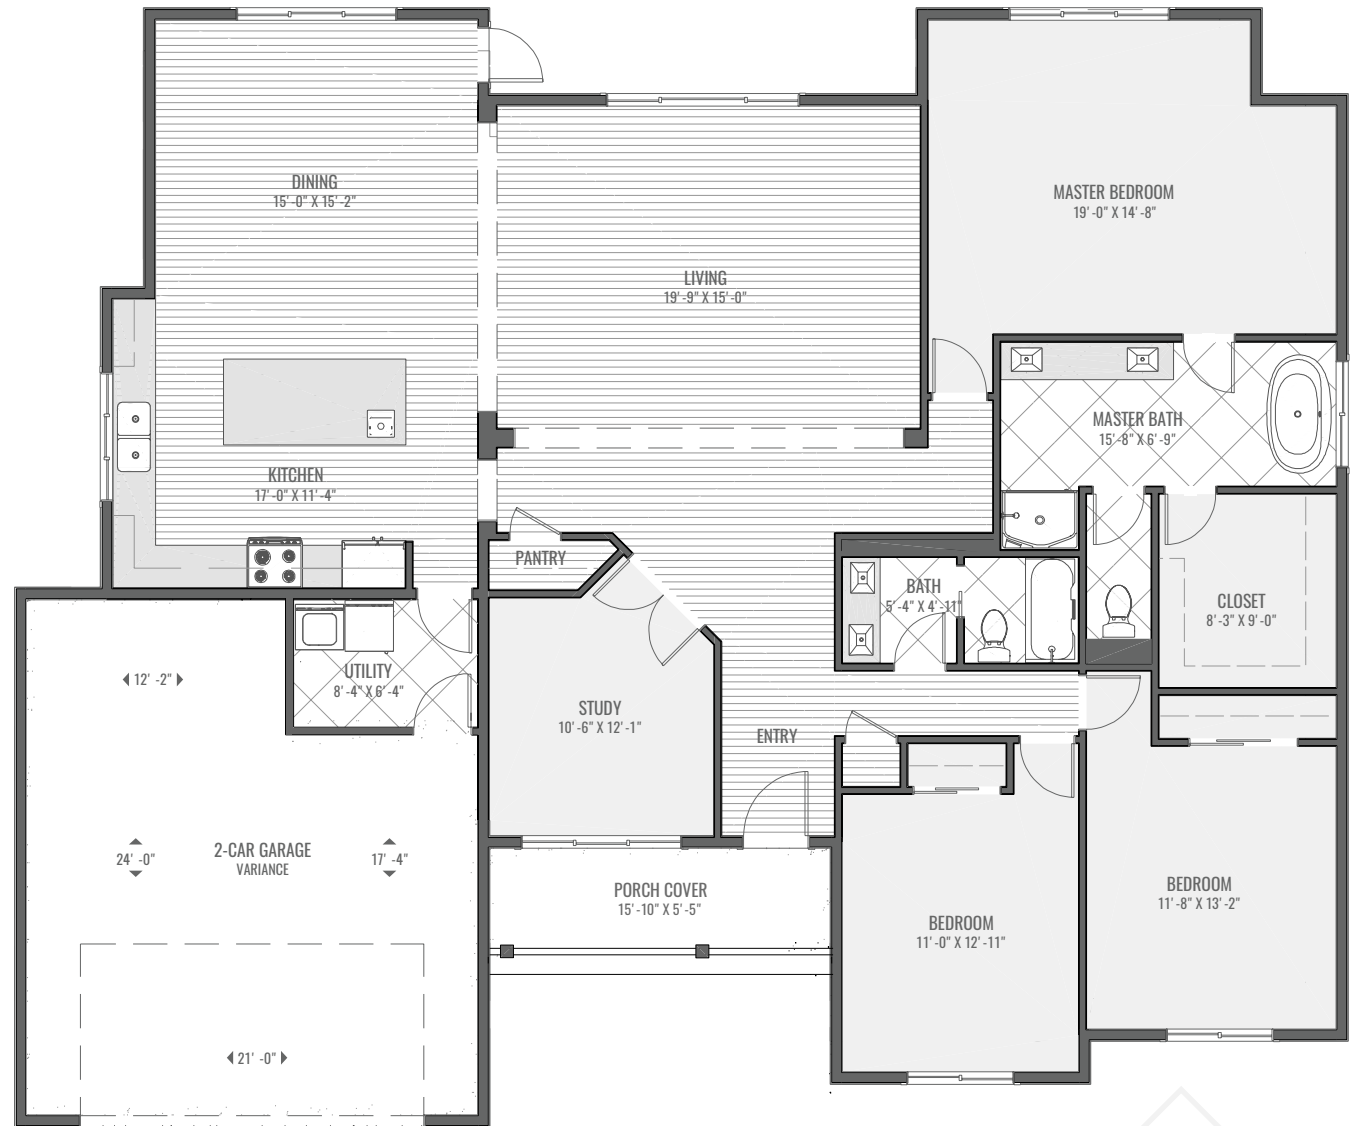 DINING
15'-0" X 15'-2"
MASTER BEDROOM
19'-0" X 14'-8"
LIVING
19'-9" X 15'-0"
MASTER BATH
15'-8" X 6'-9"
KITCHEN
17'-0" X 11'-4"
PANTRY
BATH
5'-4" X 4'-11"
CLOSET
8'-3" X 9'-0"
UTILITY
8'-4" X 6'-4"
12'-2"
STUDY
10'-6" X 12'-1"
ENTRY
2-CAR GARAGE
VARIANCE
24'-0"
17'-4"
PORCH COVER
15'-10" X 5'-5"
BEDROOM
11'-8" X 13'-2"
BEDROOM
11'-0" X 12'-11"
21'-0"